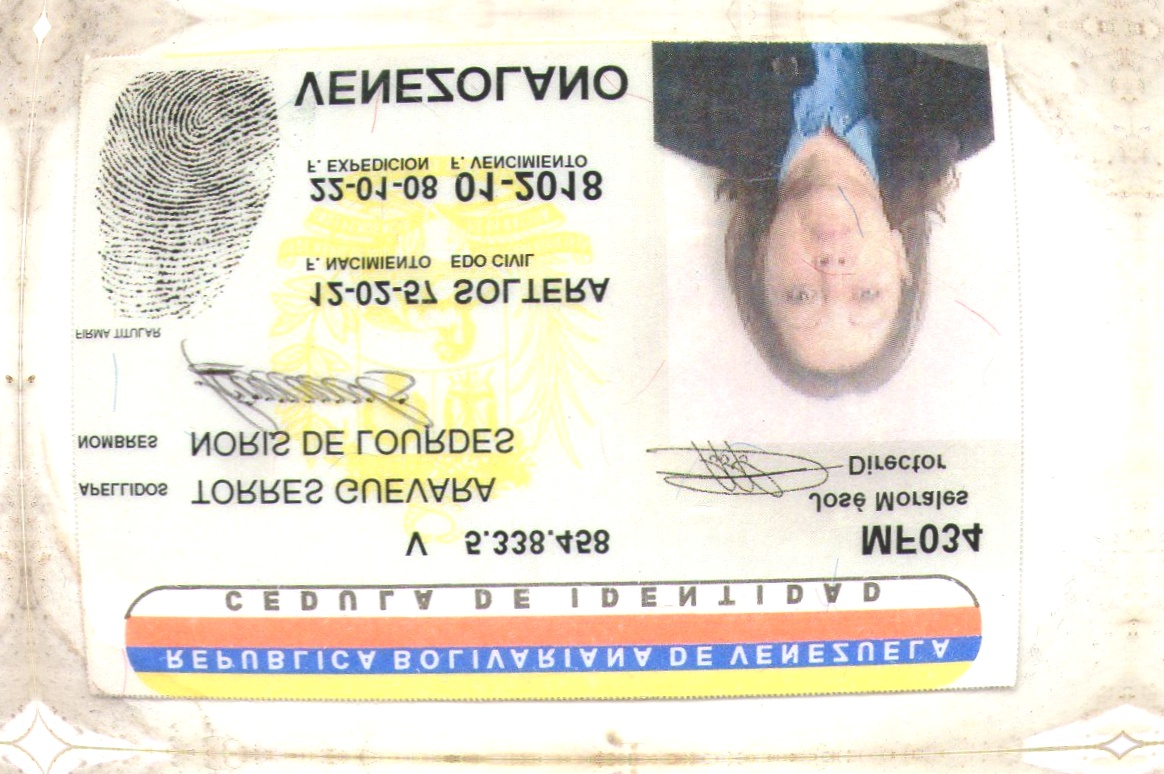 REPUBLICA BOLIVARIANA DE VENEZUELA
CEDULA DE IDENTIDAD
V 5.338.458
MF034
José Morales
Director
APELLIDOS TORRES GUEVARA
NOMBRES NORIS DE LOURDES
FIRMA TITULAR
12-02-57 SOLTERA
F. NACIMIENTO EDO CIVIL
22-01-08 01-2018
F. EXPEDICION F. VENCIMIENTO
VENEZOLANO